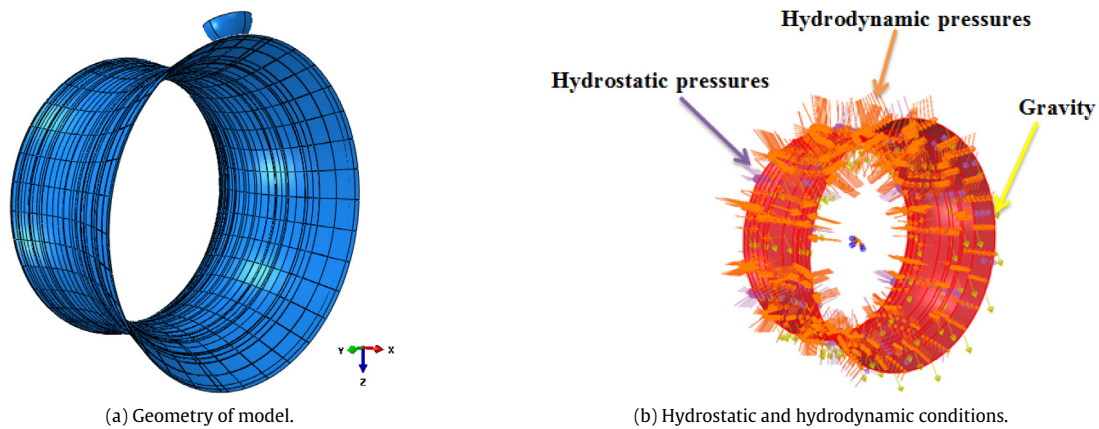 Hydrodynamic pressures
Hydrostatic pressures
Gravity
Y
X
Z
(a) Geometry of model.
(b) Hydrostatic and hydrodynamic conditions.